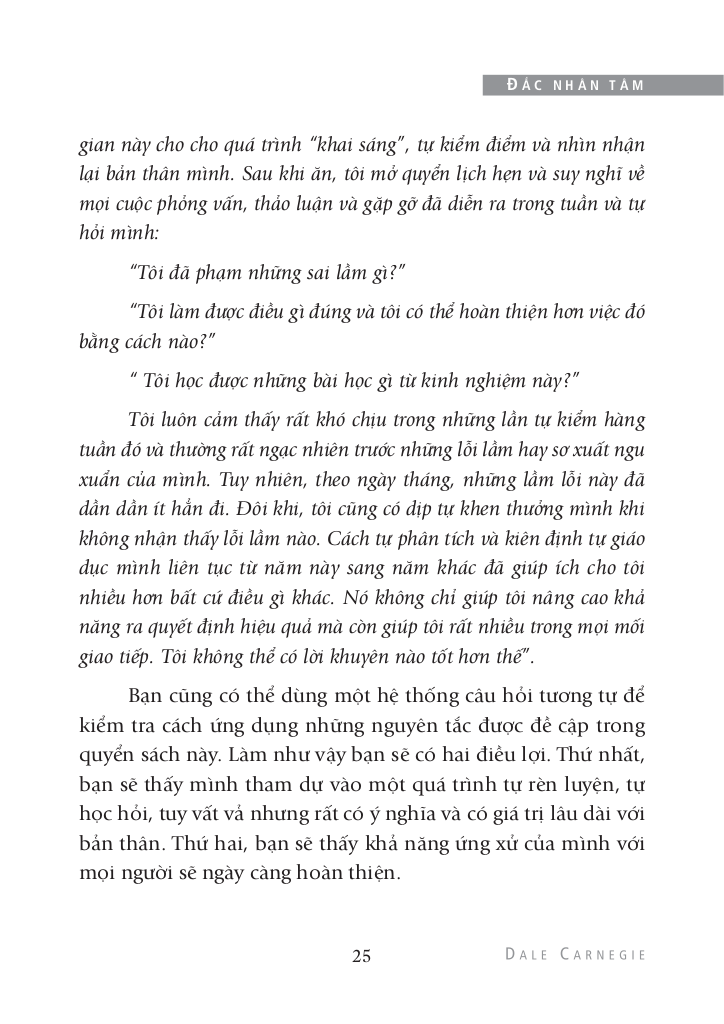 ĐẮC NHÂN TÂM
gian này cho cho quá trình “khai sáng”, tự kiểm điểm và nhìn nhận
lại bản thân mình. Sau khi ăn, tôi mở quyển lịch hẹn và suy nghĩ về
mọi cuộc phỏng vấn, thảo luận và gặp gỡ đã diễn ra trong tuần và tự
hỏi mình:
“Tôi đã phạm những sai lầm gì?”
“Tôi làm được điều gì đúng và tôi có thể hoàn thiện hơn việc đó
bằng cách nào?”
“ Tôi học được những bài học gì từ kinh nghiệm này?”
Tôi luôn cảm thấy rất khó chịu trong những lần tự kiểm hàng
tuần đó và thường rất ngạc nhiên trước những lỗi lầm hay sơ xuất ngu
xuẩn của mình. Tuy nhiên, theo ngày tháng, những lầm lỗi này đã
dần dần ít hẳn đi. Đôi khi, tôi cũng có dịp tự khen thưởng mình khi
không nhận thấy lỗi lầm nào. Cách tự phân tích và kiên định tự giáo
dục mình liên tục từ năm này sang năm khác đã giúp ích cho tôi
nhiều hơn bất cứ điều gì khác. Nó không chỉ giúp tôi nâng cao khả
năng ra quyết định hiệu quả mà còn giúp tôi rất nhiều trong mọi mối
giao tiếp. Tôi không thể có lời khuyên nào tốt hơn thế”.
Bạn cũng có thể dùng một hệ thống câu hỏi tương tự để
kiểm tra cách ứng dụng những nguyên tắc được đề cập trong
quyển sách này. Làm như vậy bạn sẽ có hai điều lợi. Thứ nhất,
bạn sẽ thấy mình tham dự vào một quá trình tự rèn luyện, tự
học hỏi, tuy vất vả nhưng rất có ý nghĩa và có giá trị lâu dài với
bản thân. Thứ hai, bạn sẽ thấy khả năng ứng xử của mình với
mọi người sẽ ngày càng hoàn thiện.
25
DALE CARNEGIE